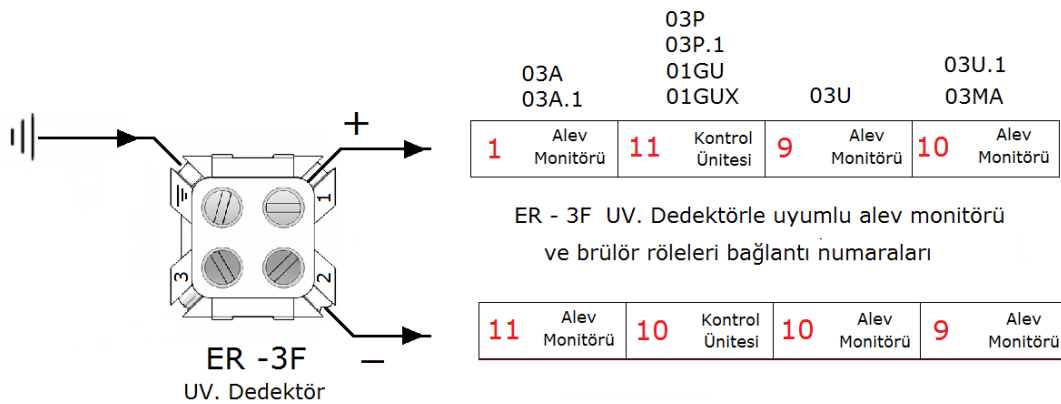 03P
03P.1
03A 01GU 03U.1
03A.1 01GUX 03U 03MA
+
1 Alev Monitörü 11 Kontrol Ünitesi 9 Alev Monitörü 10 Alev Monitörü
1
ER - 3F UV. Dedektörle uyumlu alev monitörü
ve brülör röleleri bağlantı numaraları
3 2
11 Alev Monitörü 10 Kontrol Ünitesi 10 Alev Monitörü 9 Alev Monitörü
ER -3F –
UV. Dedektör